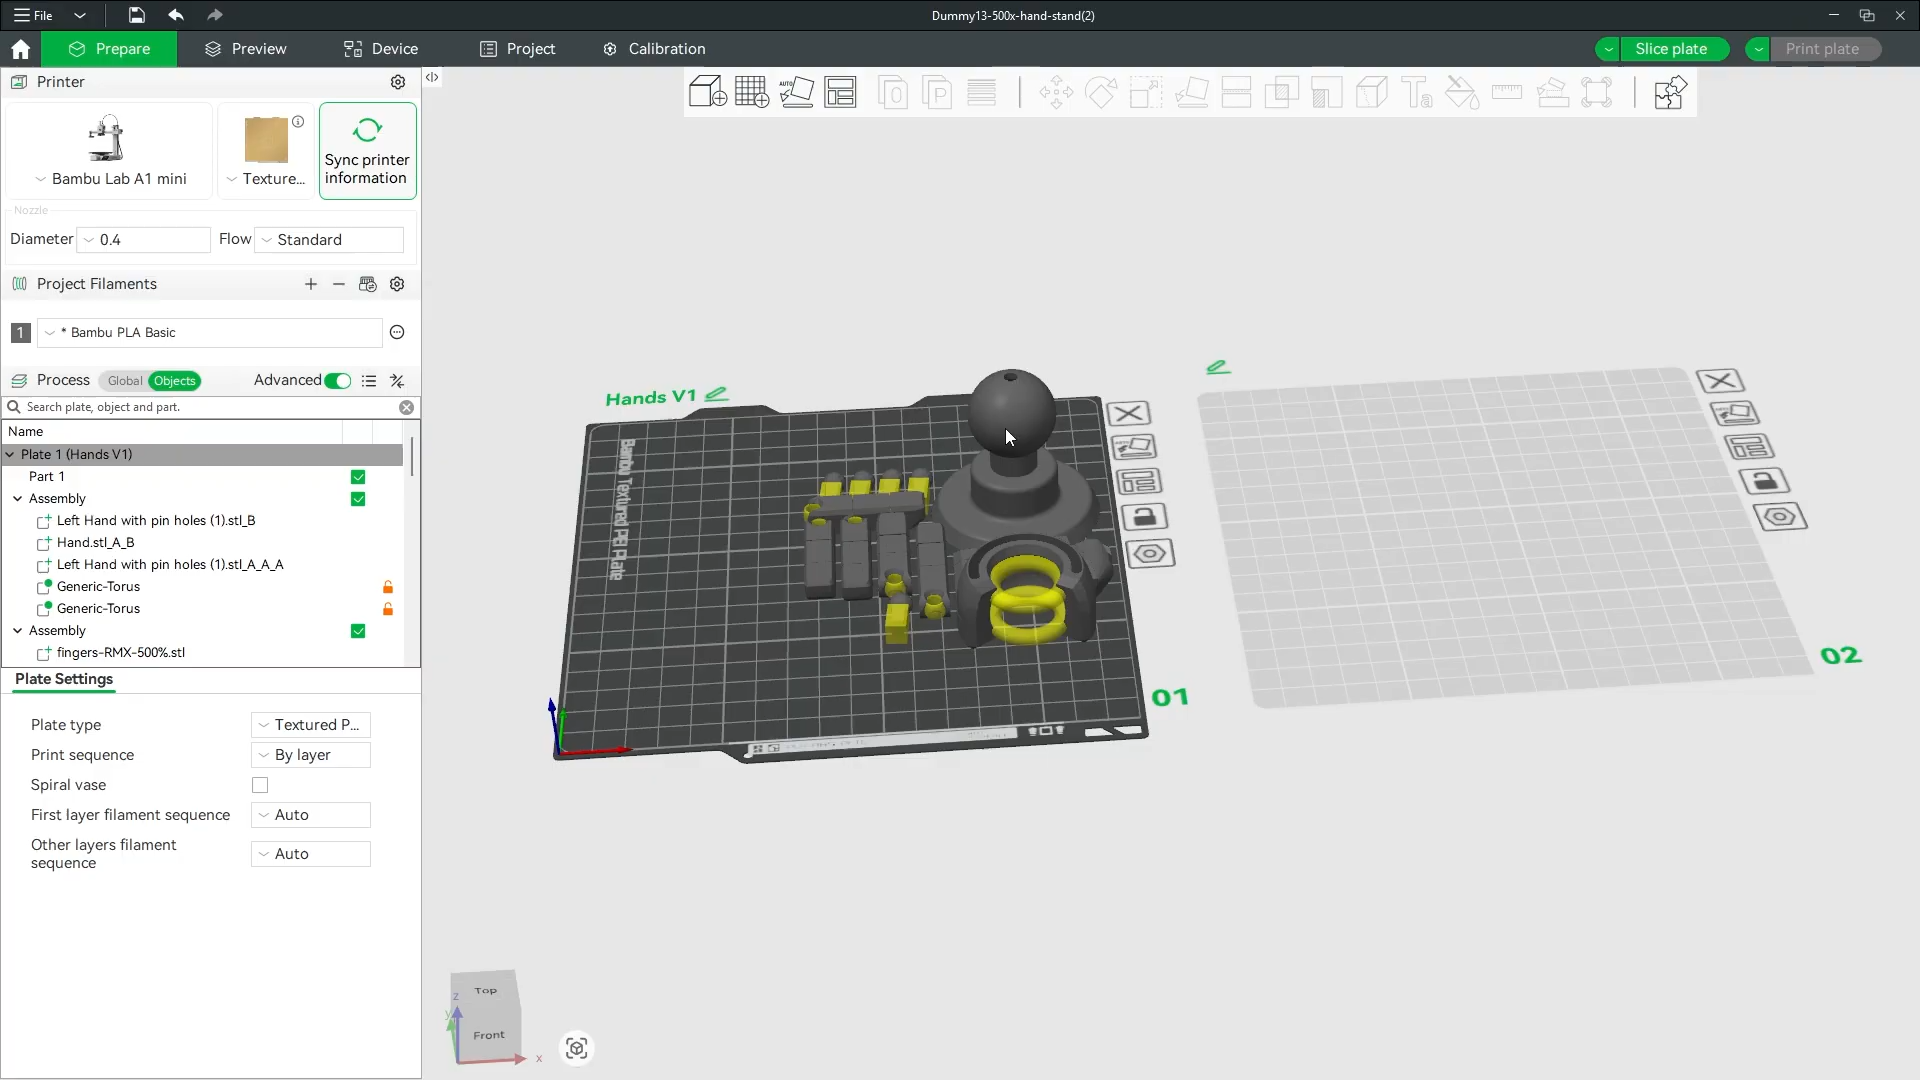 File
Dummy13-500x-hand-stand(2)
Prepare
Preview
Device
Project
Calibration
Slice plate
Print plate
Printer
Bambu Lab A1 mini
Texture...
Sync printer
information
Nozzle
Diameter
0.4
Flow
Standard
Project Filaments
1
* Bambu PLA Basic
Process
Global
Objects
Advanced
Search plate, object and part.
Name
Plate 1 (Hands V1)
Part 1
Assembly
Left Hand with pin holes (1).stl_B
Hand.stl_A_B
Left Hand with pin holes (1).stl_A_A_A
Generic-Torus
Generic-Torus
Assembly
fingers-RMX-500%.stl
Plate Settings
Plate type
Textured P...
Print sequence
By layer
Spiral vase
First layer filament sequence
Auto
Other layers filament
sequence
Auto
AUTO
Hands V1
Bambu Textured PEI Plate
01
02
Top
Front
z
y
x